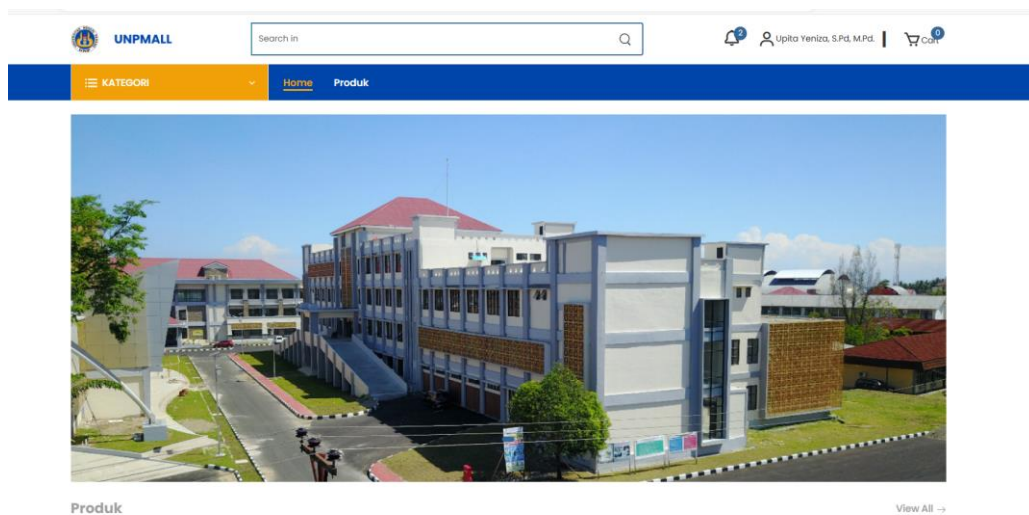 UNPMALL
Search in
2
Upita Yeniza, S.Pd, M.Pd.
Cart
0
KATEGORI
Home
Produk
Produk
View All →